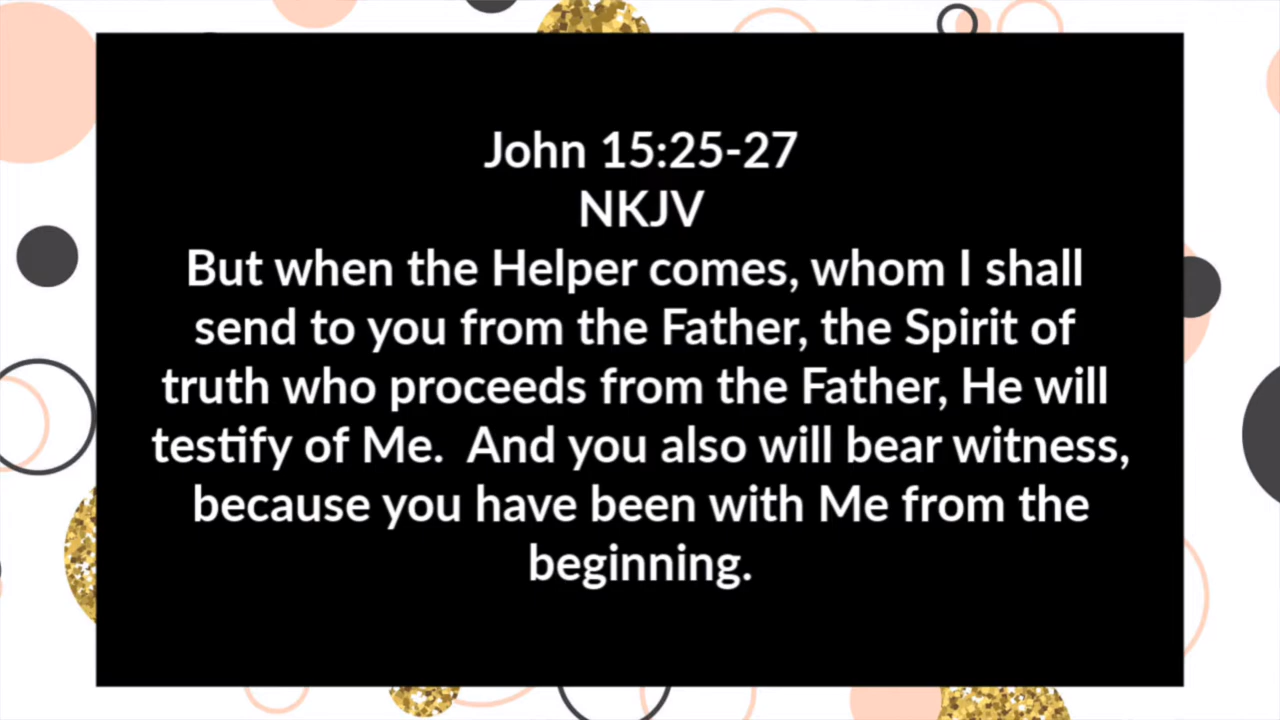 John 15:25-27
NKJV
But when the Helper comes, whom I shall
send to you from the Father, the Spirit of
truth who proceeds from the Father, He will
testify of Me.  And you also will bear witness,
because you have been with Me from the
beginning.